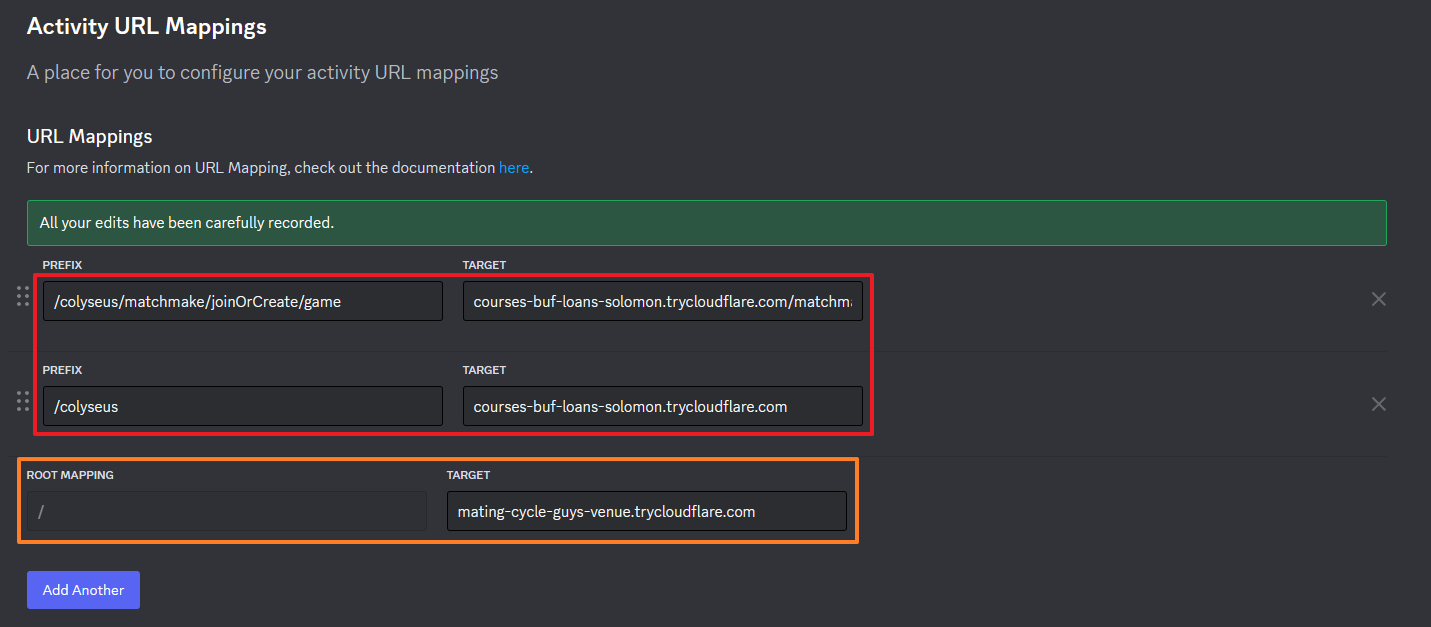 Activity URL Mappings
A place for you to configure your activity URL mappings
URL Mappings
For more information on URL Mapping, check out the documentation here.
All your edits have been carefully recorded.
PREFIX TARGET
/colyseus/matchmake/joinOrCreate/game courses-buf-loans-solomon.trycloudflare.com/matchm
PREFIX TARGET
/colyseus courses-buf-loans-solomon.trycloudflare.com
ROOT MAPPING TARGET
/ mating-cycle-guys-venue.trycloudflare.com
Add Another